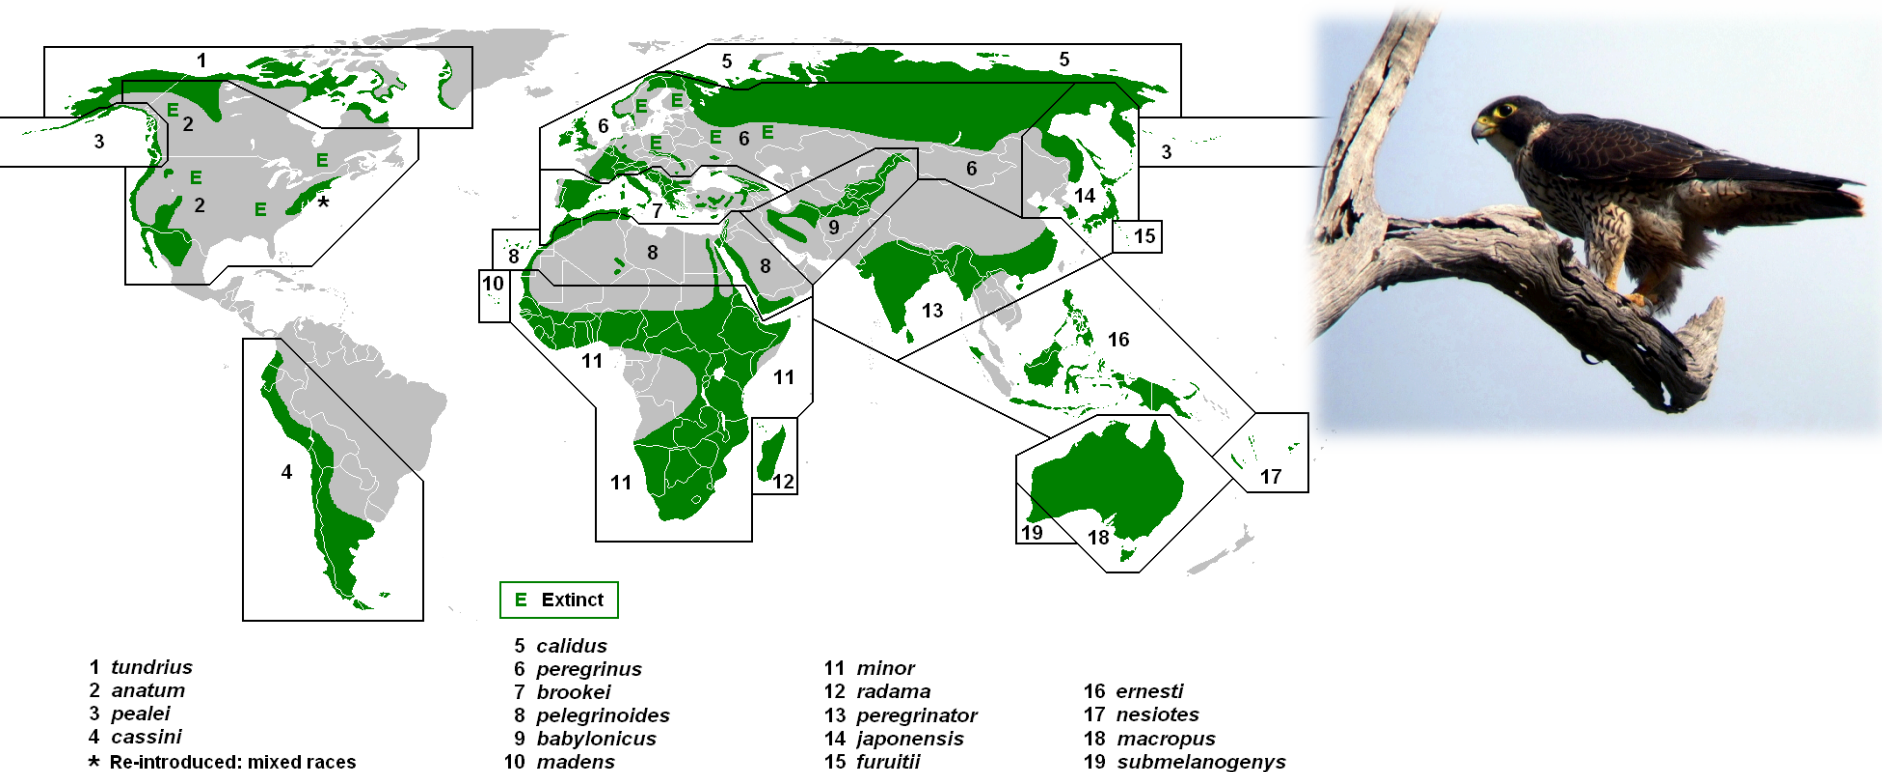 1
5
5
E
2
3
E
E
6
E
E
6
E
3
E
6
E
2
*
E
14
7
9
15
8
8
8
10
13
16
11
11
4
11
12
17
19
18
E Extinct
1 tundrius
2 anatum
3 pealei
4 cassini
* Re-introduced: mixed races
5 calidus
6 peregrinus
7 brookei
8 pelegrinoides
9 babylonicus
10 madens
11 minor
12 radama
13 peregrinator
14 japonensis
15 furuitii
16 ernesti
17 nesiotes
18 macropus
19 submelanogenys